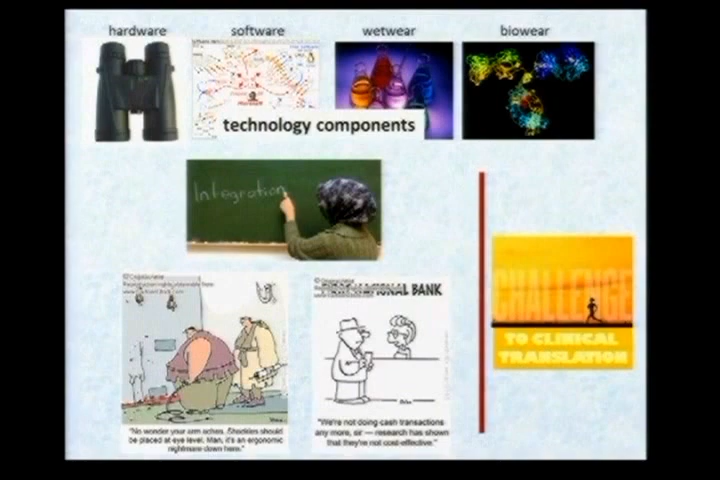 hardware
software
wetwear
biowear
technology components
Integration
NATIONAL BANK
CHALLENGE
TO CLINICAL
TRANSLATION
"No wonder your arm aches. Shackles should
be placed at eye level. Man, it's an ergonomic
nightmare down here."
"We're not doing cash transactions
any more, sir — research has shown
that they're not cost-effective."